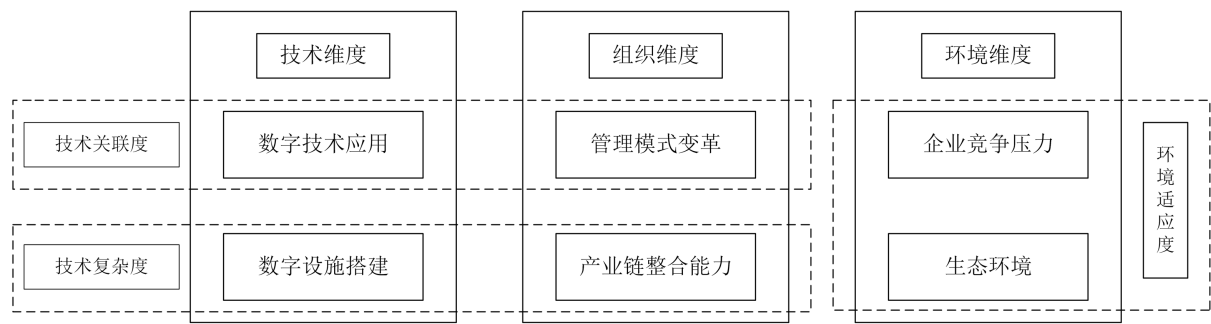 技术维度
组织维度
环境维度
技术关联度
数字技术应用
管理模式变革
企业竞争压力
环境适应度
技术复杂度
数字设施搭建
产业链整合能力
生态环境